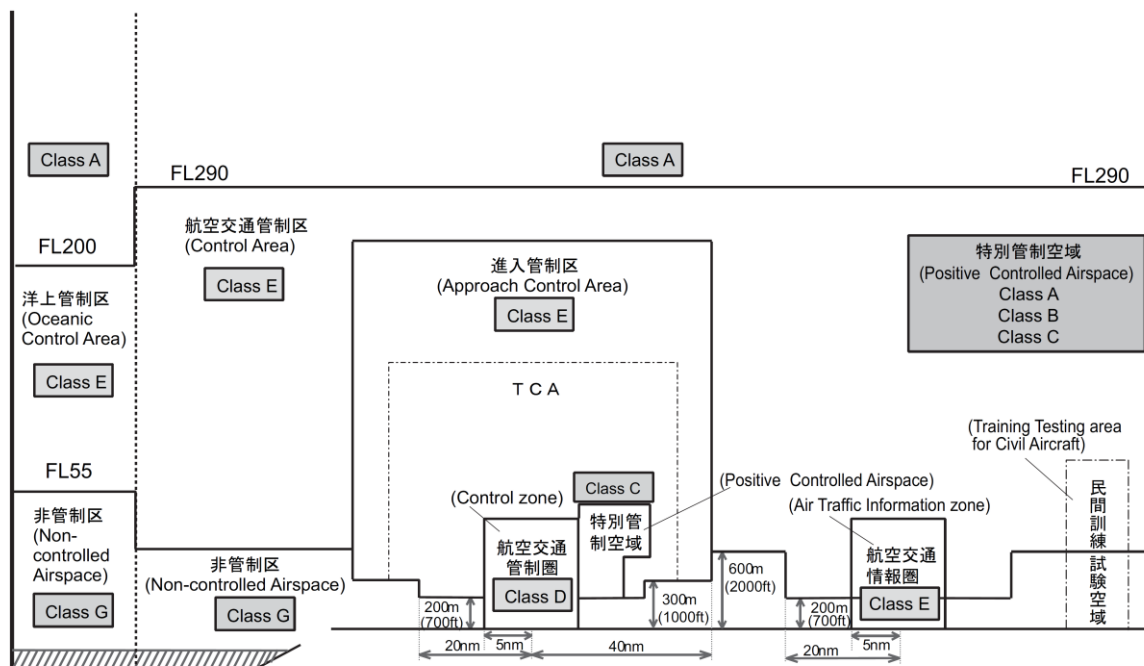 Class A
Class A
FL290
FL290
FL200
航空交通管制区
(Control Area)
Class E
進入管制区
(Approach Control Area)
Class E
特別管制空域
(Positive Controlled Airspace)
Class A
Class B
Class C
洋上管制区
(Oceanic
Control Area)
Class E
TCA
(Training Testing area
for Civil Aircraft)
FL55
(Control zone)
Class C
(Positive Controlled Airspace)
(Air Traffic Information zone)
非管制区
(Non-
controlled
Airspace)
Class G
非管制区
(Non-controlled Airspace)
Class G
航空交通
管制圏
Class D
特別管
制空域
航空交通
情報圏
Class E
民間訓練試験空域
200m
(700ft)
300m
(1000ft)
600m
(2000ft)
200m
(700ft)
20nm
5nm
40nm
5nm
20nm